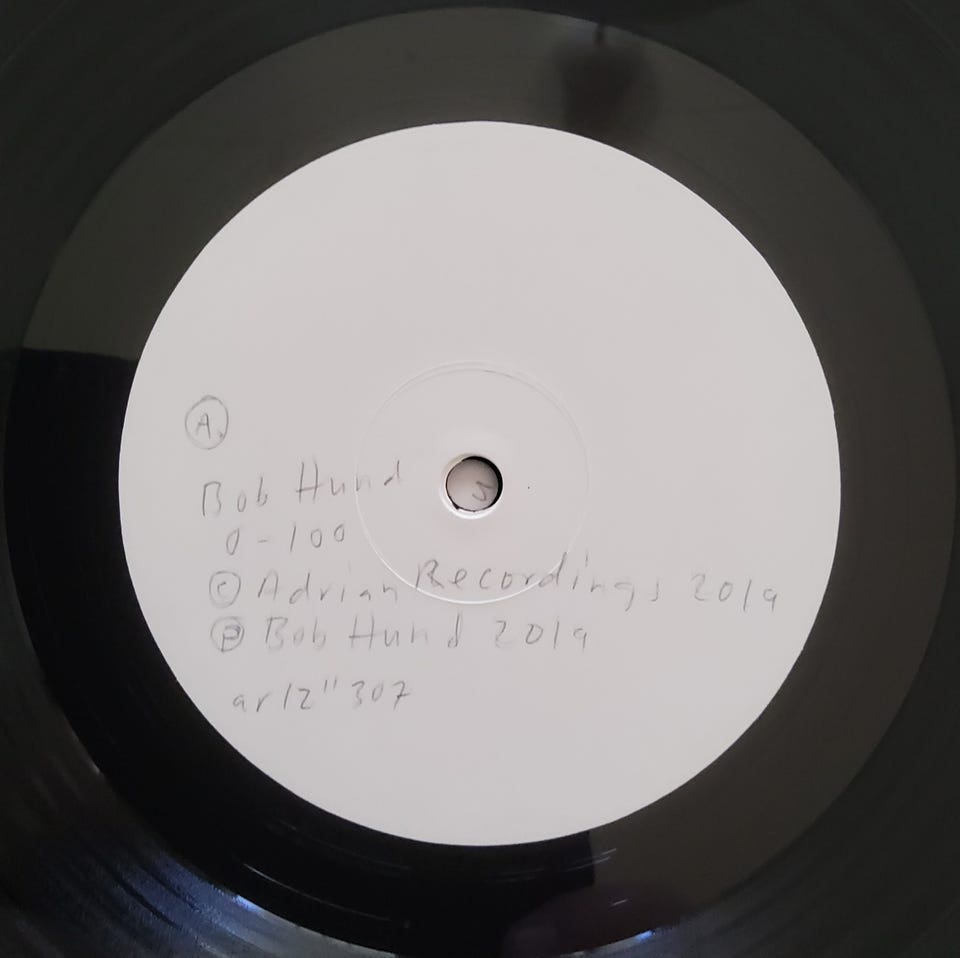 Ⓐ
Bob Hund
0-100
© Adrian Recordings 2019
Ⓟ Bob Hund 2019
ar12" 307